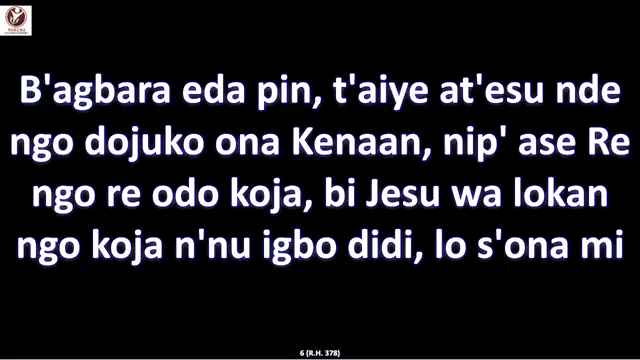 B'agbara eda pin, t'aiye at'esu nde
ngo dojuko ona Kenaan, nip' ase Re
ngo re odo koja, bi Jesu wa lokan
ngo koja n'nu igbo didi, lo s'ona mi
6 (R.H. 378)